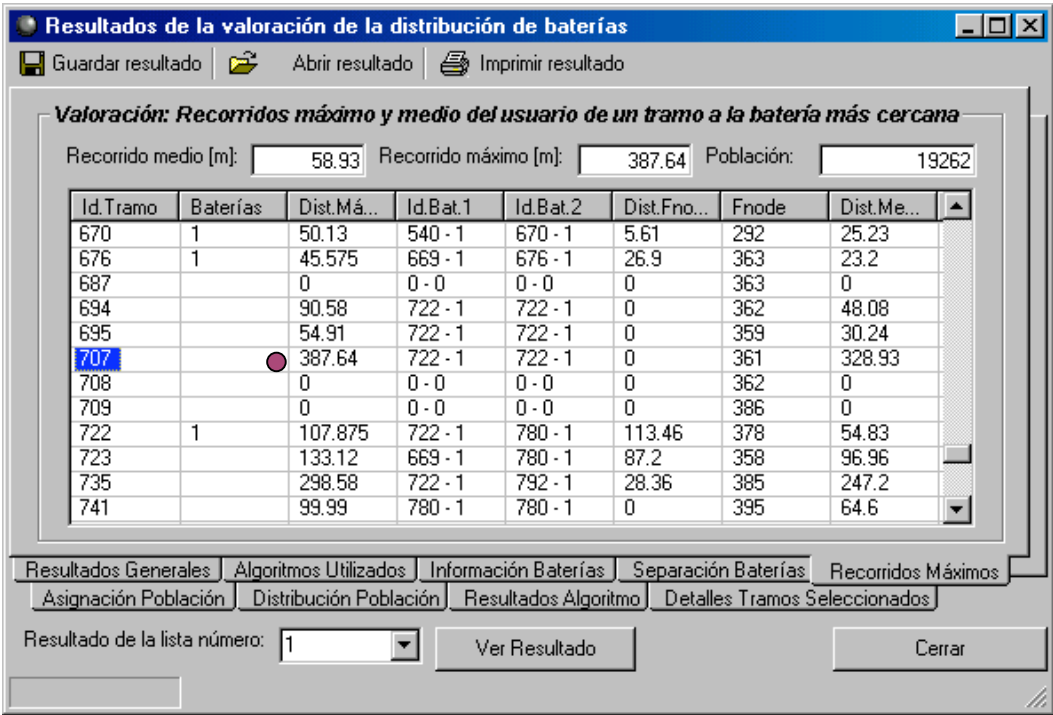 Resultados de la valoración de la distribución de baterías
Guardar resultado Abrir resultado Imprimir resultado
Valoración: Recorridos máximo y medio del usuario de un tramo a la batería más cercana
Recorrido medio [m]: 58.93 Recorrido máximo [m]: 387.64 Población: 19262
Id.Tramo Baterías Dist.Má... Id.Bat.1 Id.Bat.2 Dist.Fno... Fnode Dist.Me...
670 1 50.13 540 - 1 670 - 1 5.61 292 25.23
676 1 45.575 669 - 1 676 - 1 26.9 363 23.2
687 0 0 - 0 0 - 0 0 363 0
694 90.58 722 - 1 722 - 1 0 362 48.08
695 54.91 722 - 1 722 - 1 0 359 30.24
707 387.64 722 - 1 722 - 1 0 361 328.93
708 0 0 - 0 0 - 0 0 362 0
709 0 0 - 0 0 - 0 0 386 0
722 1 107.875 722 - 1 780 - 1 113.46 378 54.83
723 133.12 669 - 1 780 - 1 87.2 358 96.96
735 298.58 722 - 1 792 - 1 28.36 385 247.2
741 99.99 780 - 1 780 - 1 0 395 64.6
Resultados Generales Algoritmos Utilizados Información Baterías Separación Baterías Recorridos Máximos
Asignación Población Distribución Población Resultados Algoritmo Detalles Tramos Seleccionados
Resultado de la lista número: 1 Ver Resultado Cerrar